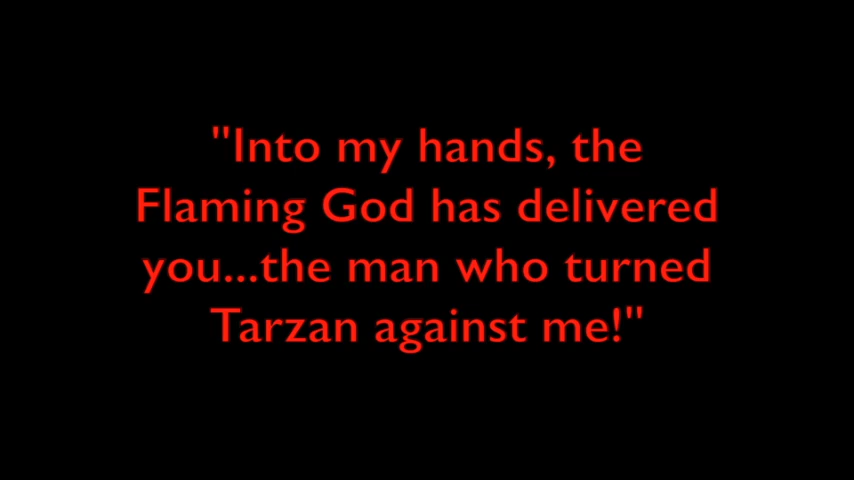 "Into my hands, the
Flaming God has delivered
you...the man who turned
Tarzan against me!"